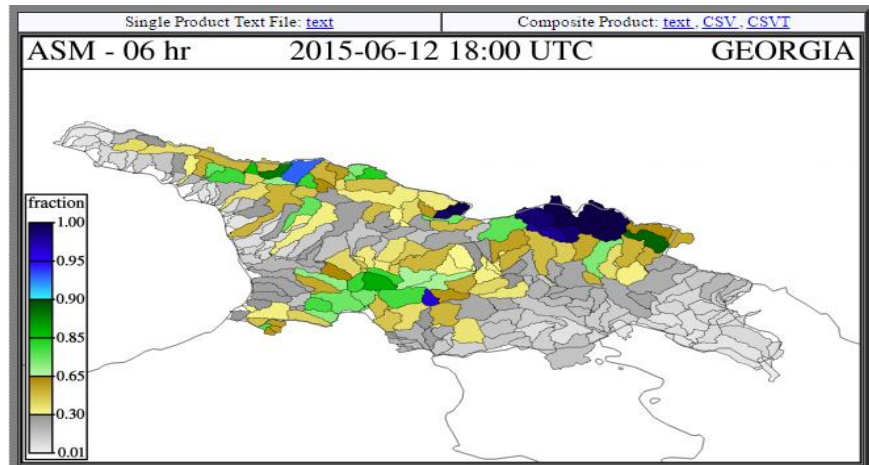 Single Product Text File: text
Composite Product: text , CSV , CSVT
ASM - 06 hr 2015-06-12 18:00 UTC GEORGIA
fraction
1.00
0.95
0.90
0.85
0.65
0.30
0.01